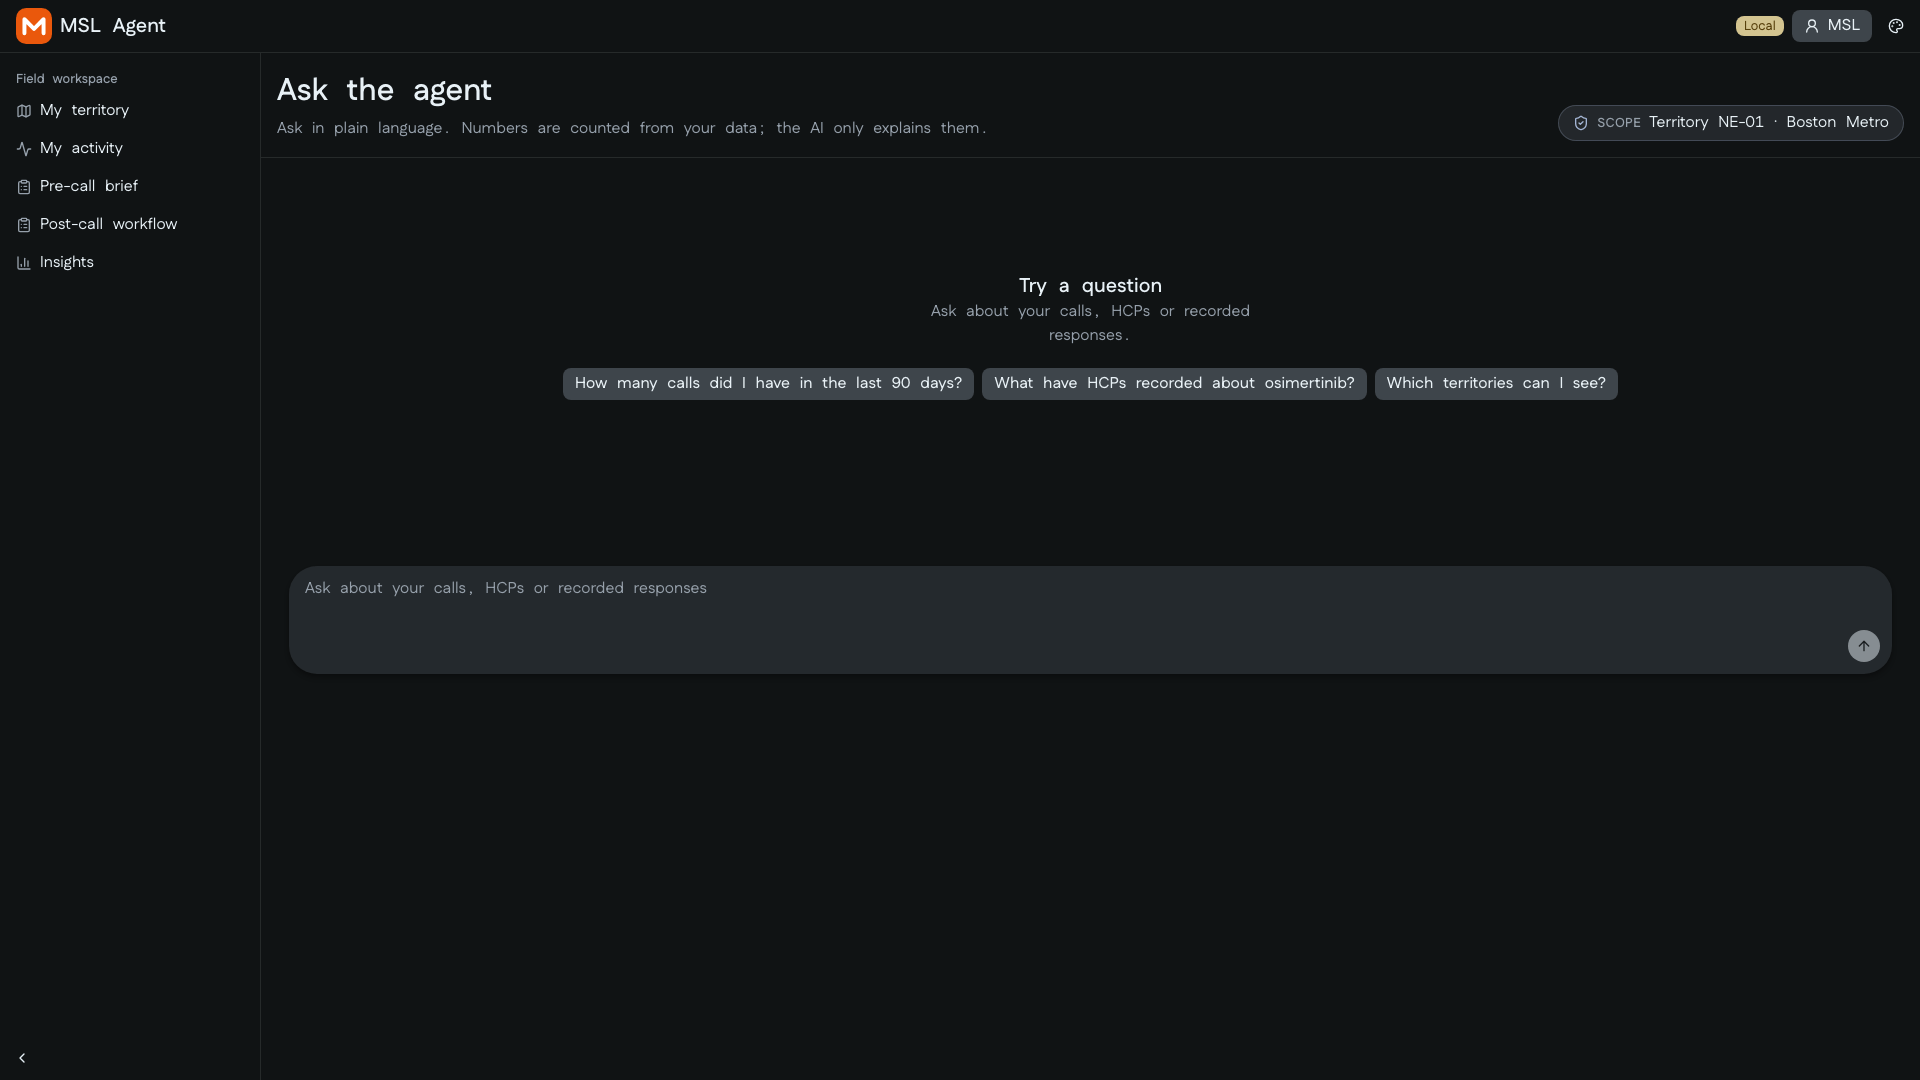 MSL Agent
Local
MSL
Field workspace
My territory
My activity
Pre-call brief
Post-call workflow
Insights
Ask the agent
Ask in plain language. Numbers are counted from your data; the AI only explains them.
SCOPE Territory NE-01 · Boston Metro
Try a question
Ask about your calls, HCPs or recorded
responses.
How many calls did I have in the last 90 days?
What have HCPs recorded about osimertinib?
Which territories can I see?
Ask about your calls, HCPs or recorded responses